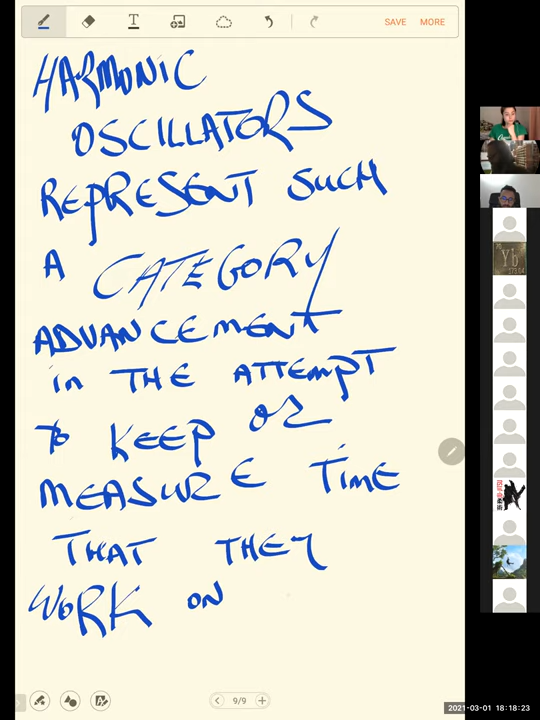 T
SAVE
MORE
HARMONIC
OSCILLATORS
REPRESENT SUCH
A CATEGORY
ADVANCEMENT
in THE ATTEMPT
TO KEEP OR
MEASURE TIME
THAT THEY
WORK ON
9/9
Yb
2021-03-01 18:18:23